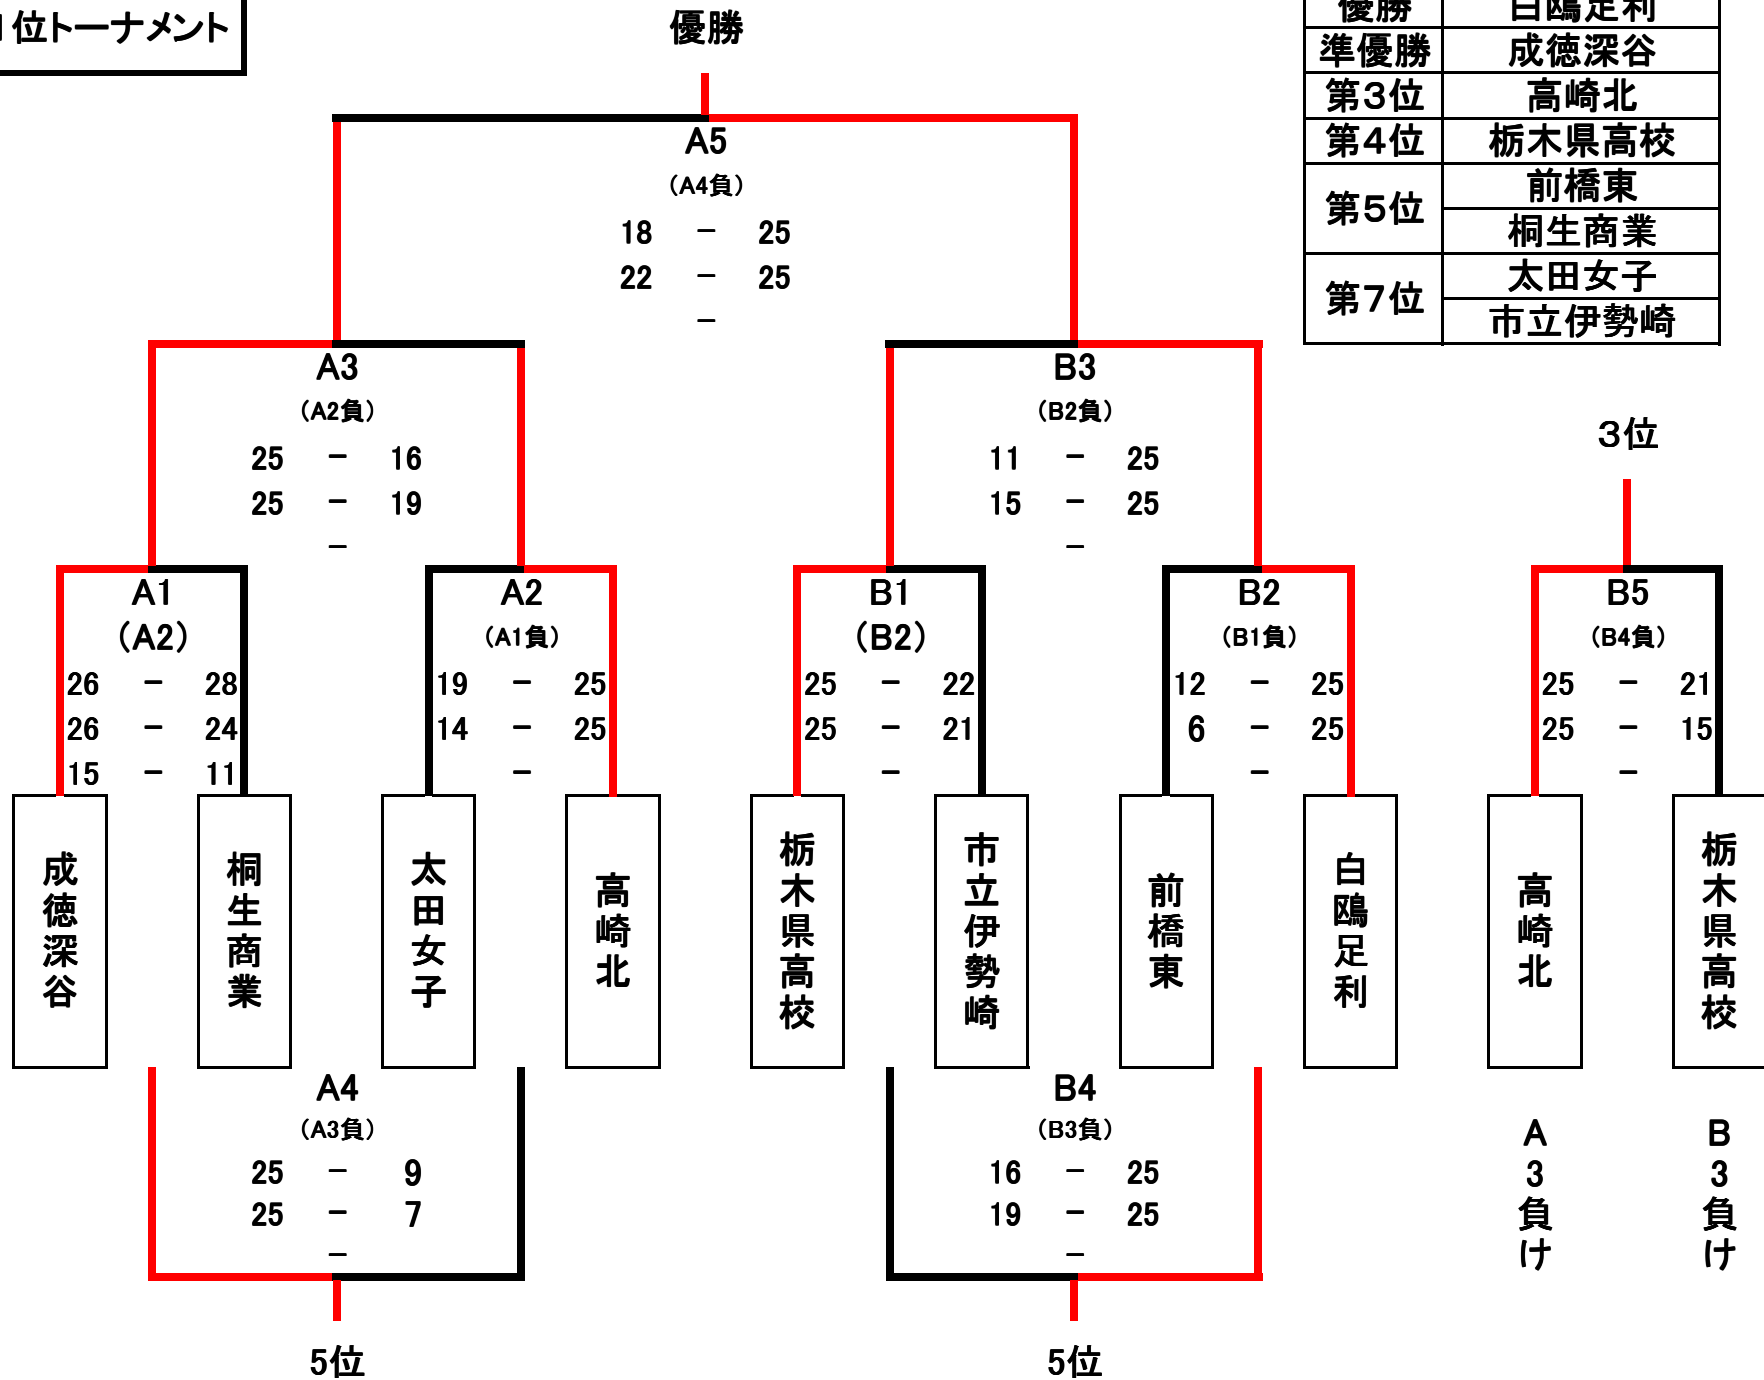 位トーナメント
優勝
優勝 白鴎足利
準優勝 成徳深谷
第3位 高崎北
第4位 栃木県高校
第5位 前橋東
桐生商業
第7位 太田女子
市立伊勢崎
A5
(A4負)
18 - 25
22 - 25
-
A3
(A2負)
25 - 16
25 - 19
-
B3
(B2負)
11 - 25
15 - 25
-
3位
A1
(A2)
26 - 28
26 - 24
15 - 11
A2
(A1負)
19 - 25
14 - 25
-
B1
(B2)
25 - 22
25 - 21
-
B2
(B1負)
12 - 25
6 - 25
-
B5
(B4負)
25 - 21
25 - 15
-
成徳深谷
桐生商業
太田女子
高崎北
栃木県高校
市立伊勢崎
前橋東
白鴎足利
高崎北
栃木県高校
A4
(A3負)
25 - 9
25 - 7
-
5位
B4
(B3負)
16 - 25
19 - 25
-
5位
A3負け
B3負け